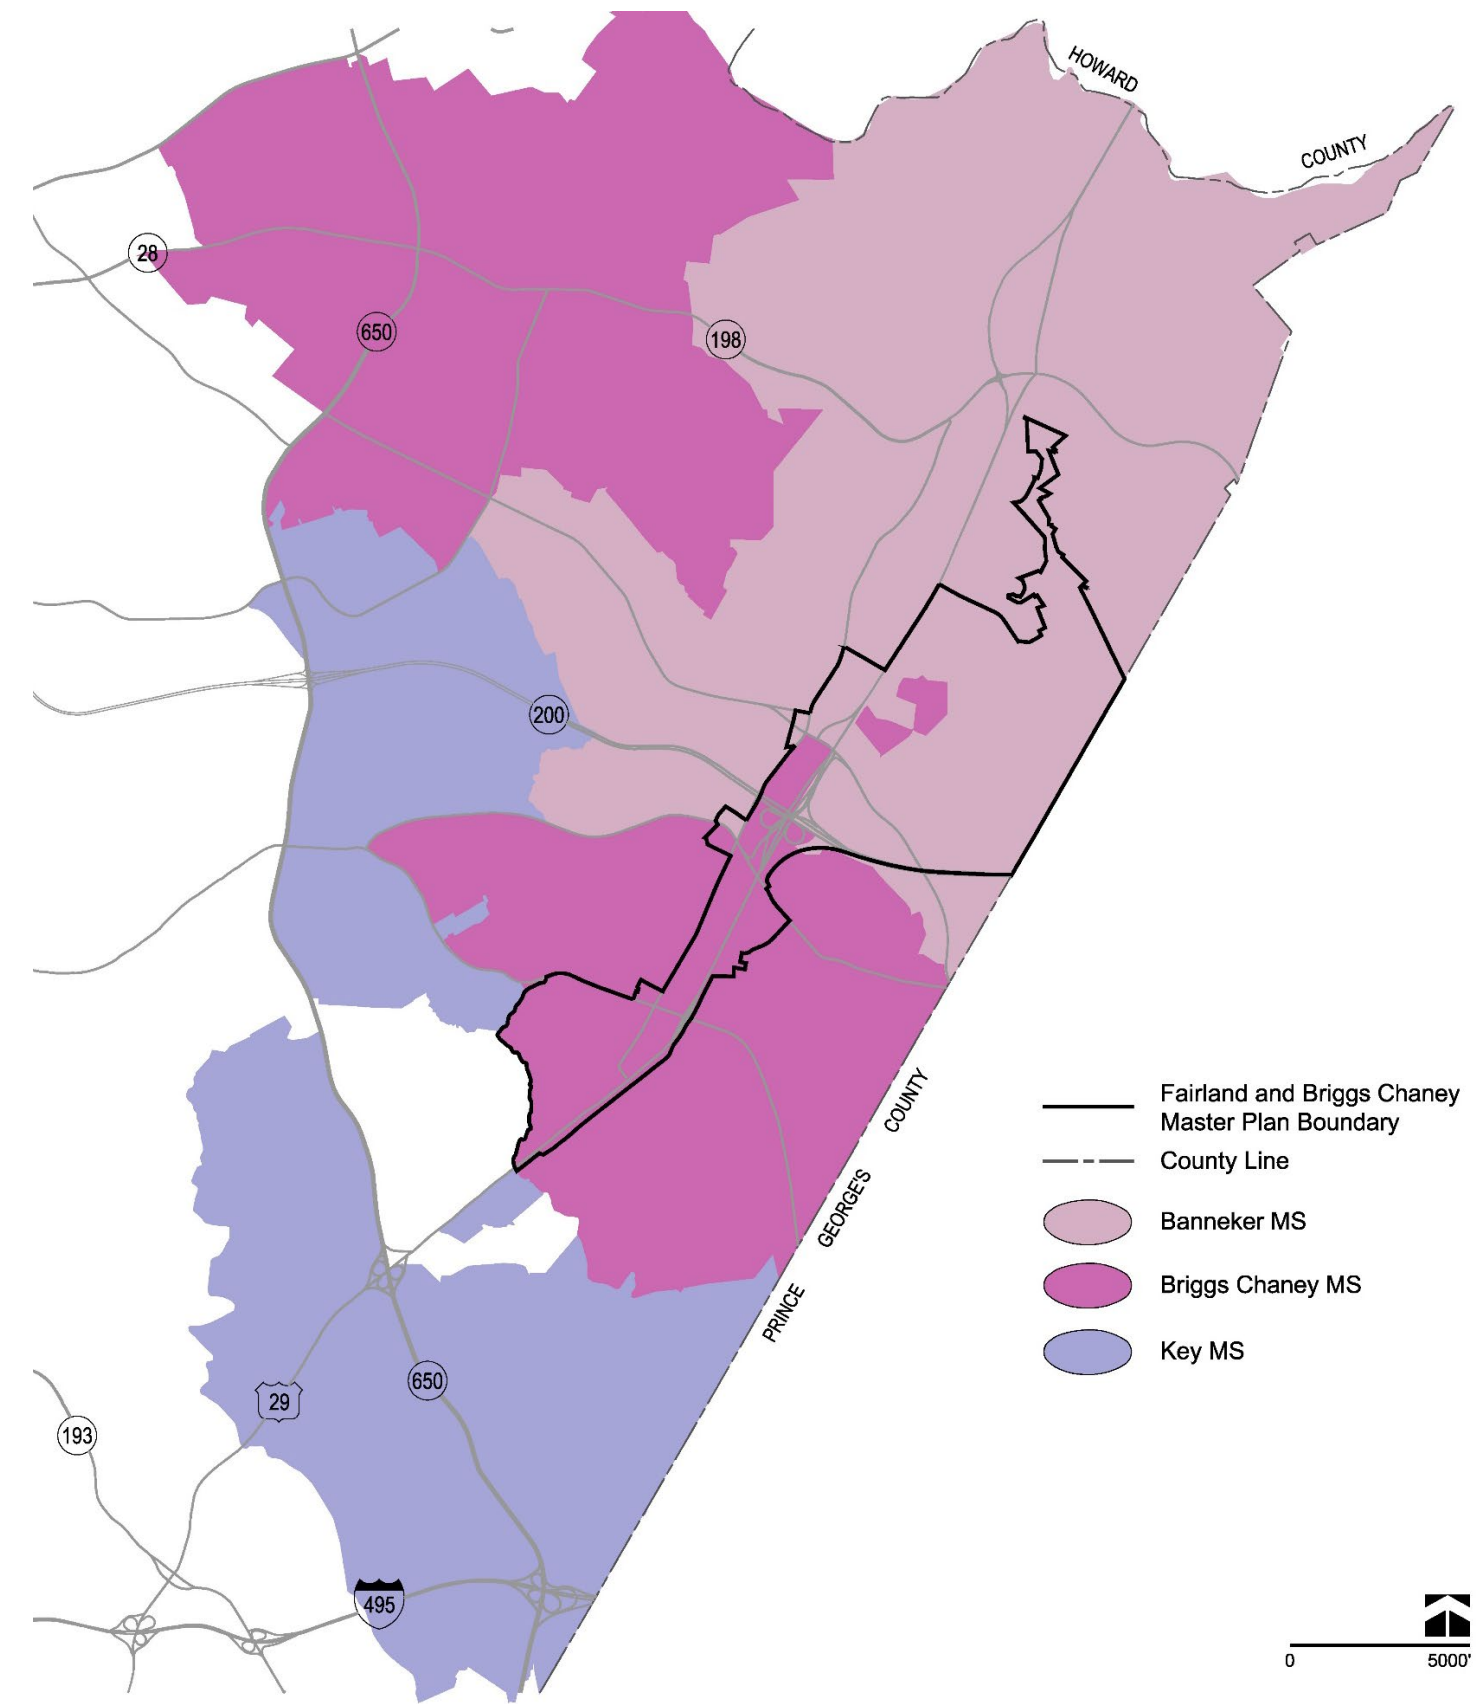 HOWARD
COUNTY
28
650
198
200
Fairland and Briggs Chaney
Master Plan Boundary
County Line
Banneker MS
Briggs Chaney MS
Key MS
COUNTY
GEORGE'S
PRINCE
29
650
193
495
0 5000'